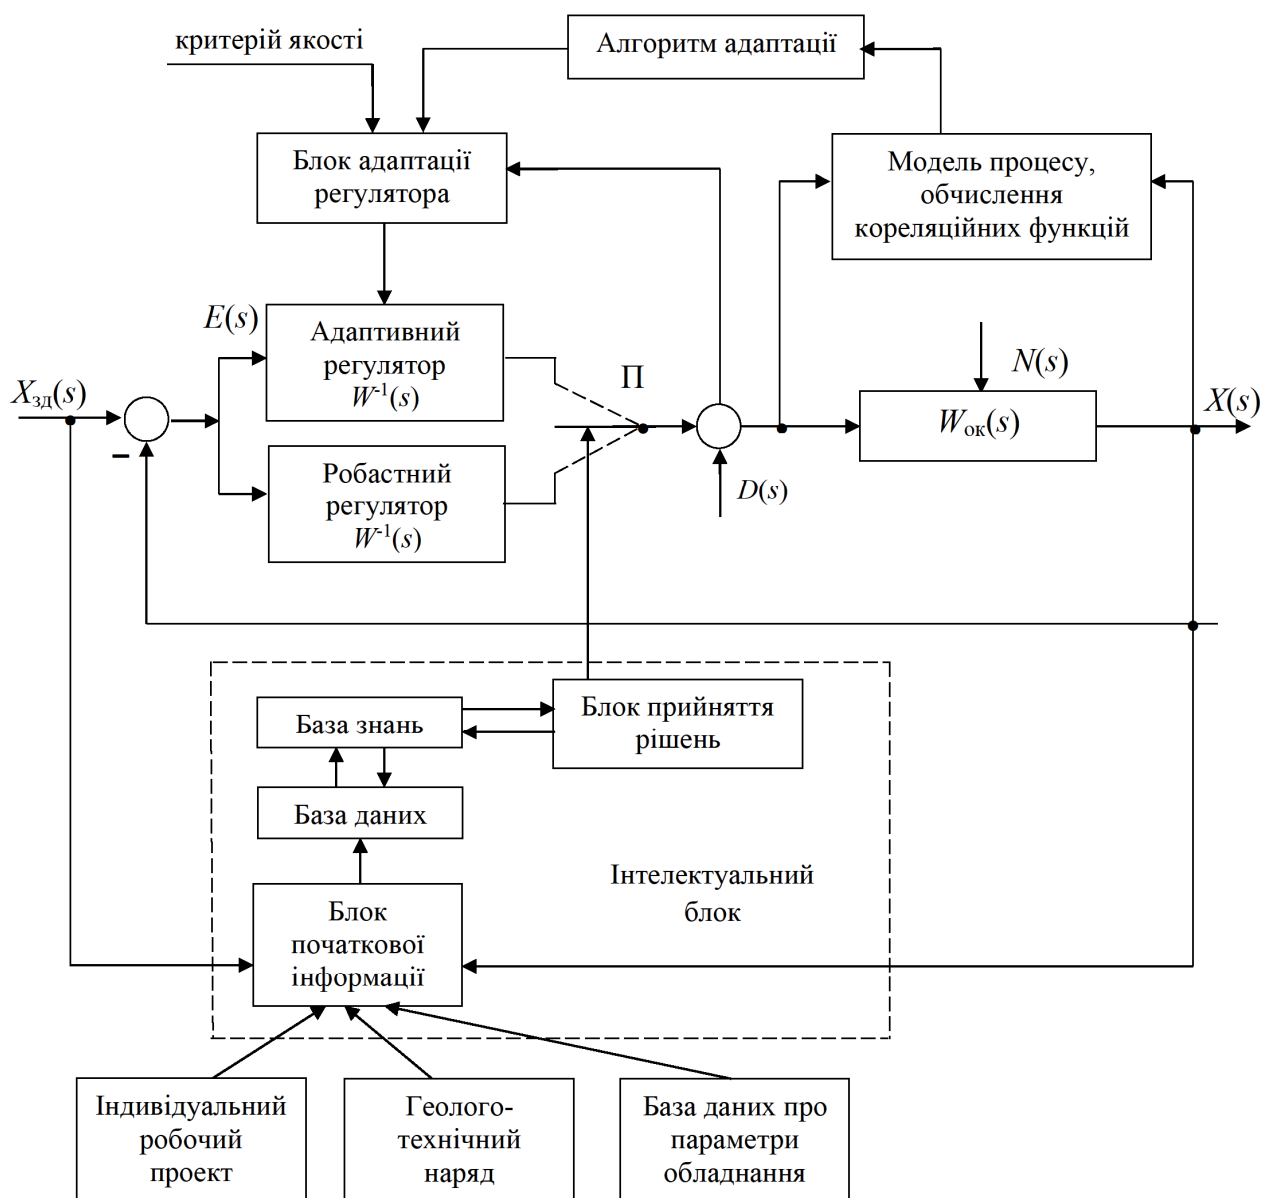 критерій якості
Алгоритм адаптації
Блок адаптації
регулятора
Модель процесу,
обчислення
кореляційних функцій
E(s)
Адаптивний
регулятор
W⁻¹(s)
П
N(s)
Xзд(s)
Wок(s)
X(s)
–
Робастний
регулятор
W⁻¹(s)
D(s)
Блок прийняття
рішень
База знань
База даних
Інтелектуальний
блок
Блок
початкової
інформації
Індивідуальний
робочий
проект
Геолого-
технічний
наряд
База даних про
параметри
обладнання